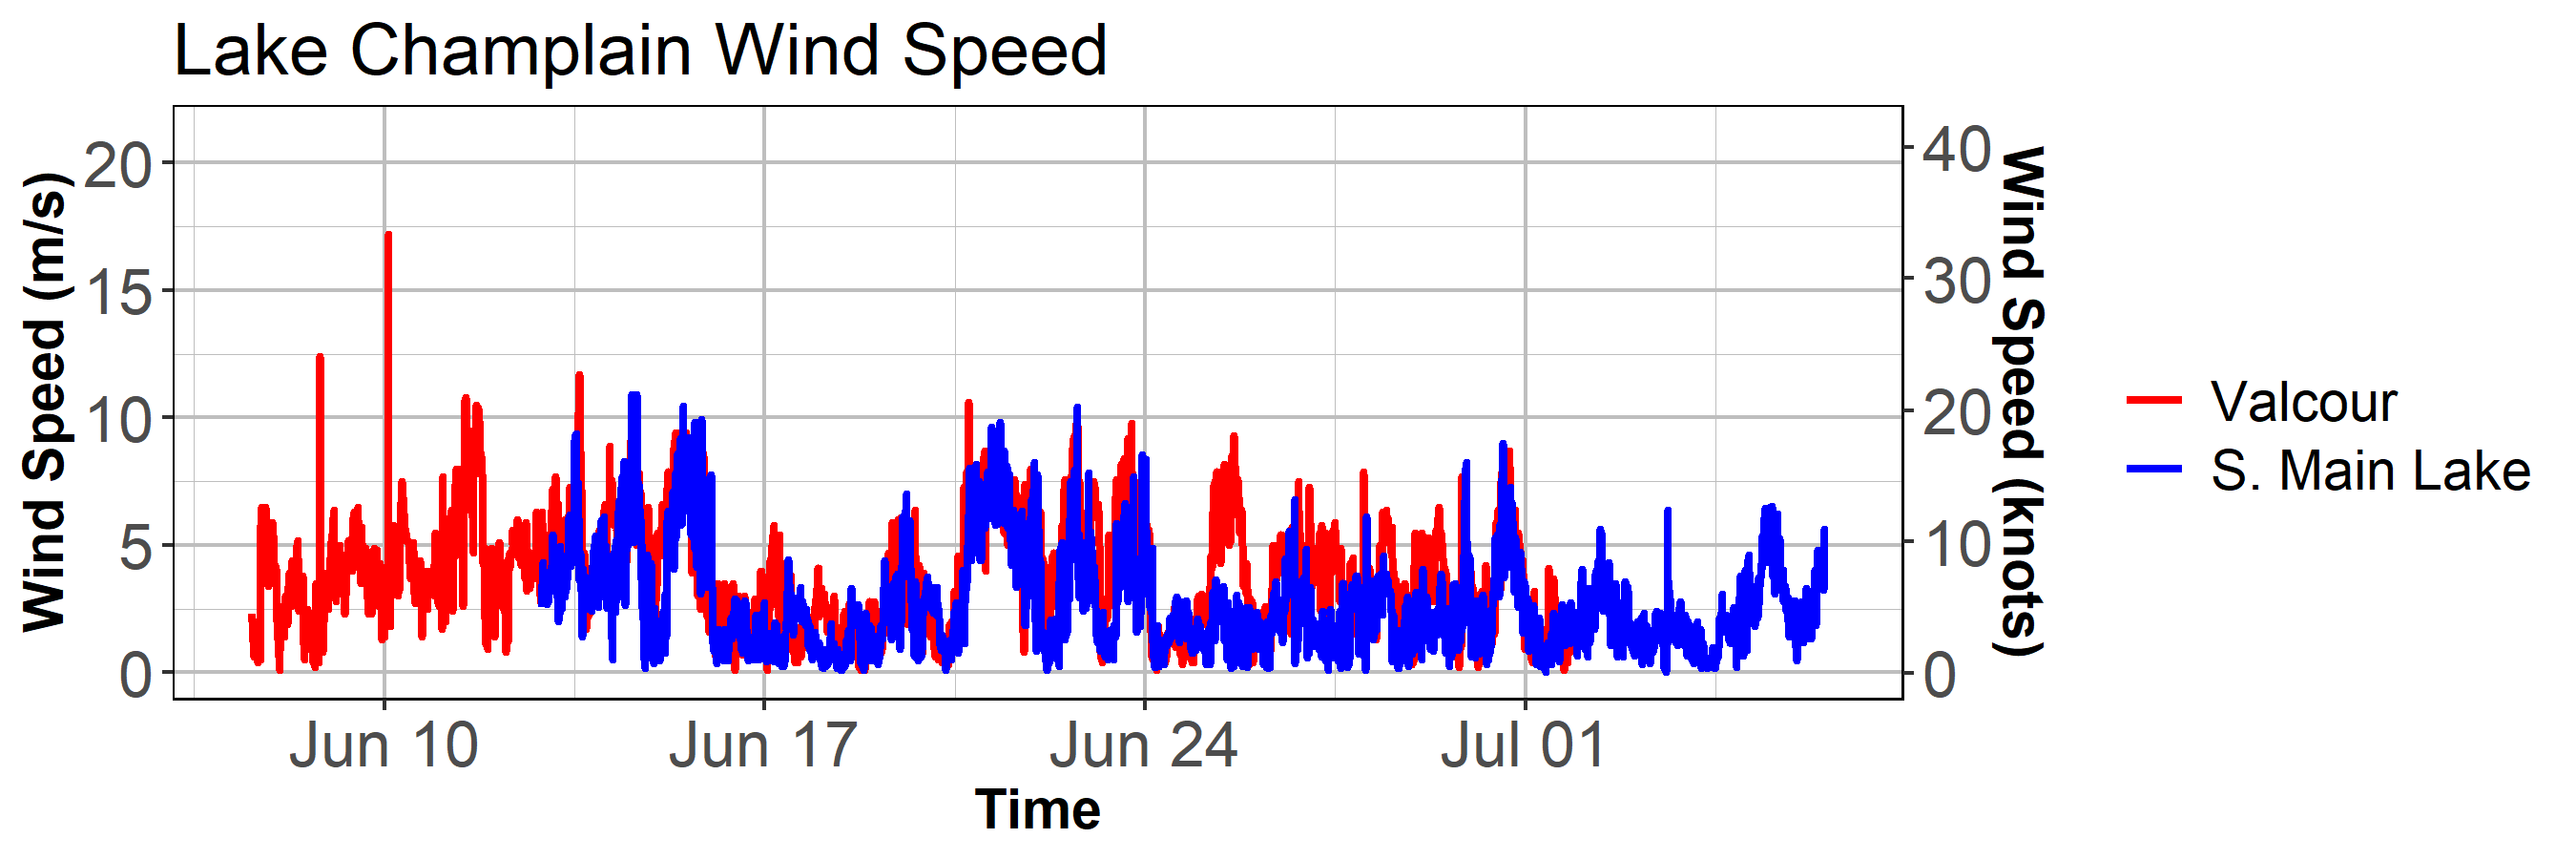 Lake Champlain Wind Speed
Wind Speed (m/s)
20
15
10
5
0
40
30
20
10
0
Wind Speed (knots)
Jun 10
Jun 17
Jun 24
Jul 01
Time
Valcour
S. Main Lake